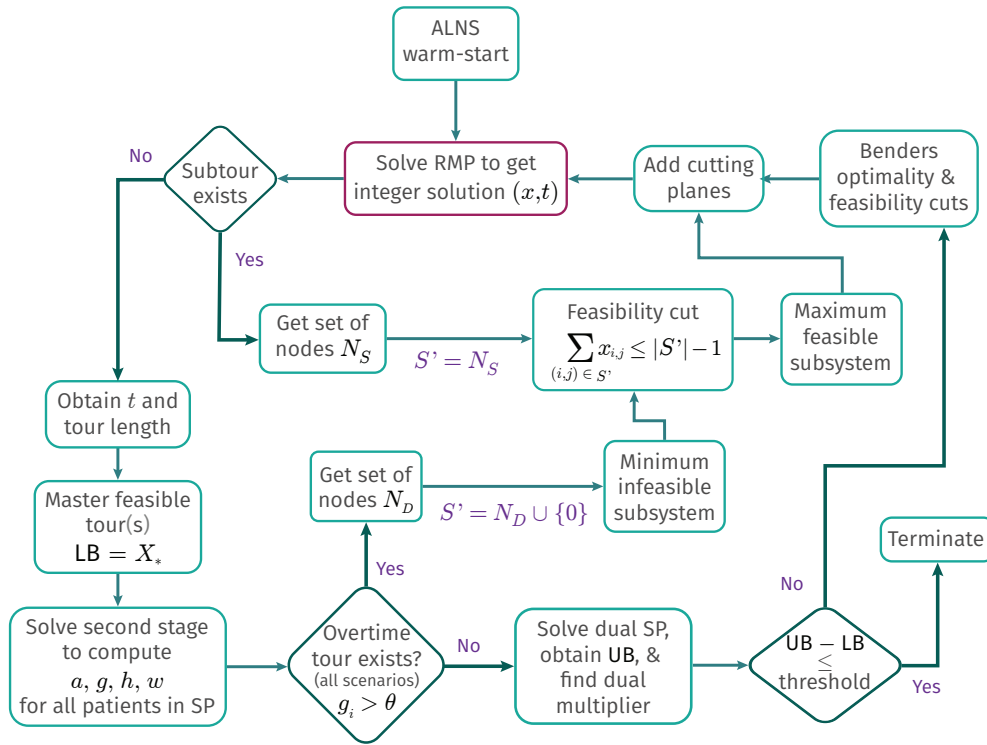 ALNS
warm-start
No
Subtour
exists
Solve RMP to get
integer solution (x,t)
Add cutting
planes
Benders
optimality &
feasibility cuts
Yes
Get set of
nodes N_S
S’ = N_S
Feasibility cut
∑ x_{i,j} ≤ |S’| − 1
(i,j) ∈ S’
Maximum
feasible
subsystem
Obtain t and
tour length
Master feasible
tour(s)
LB = X_*
Get set of
nodes N_D
S’ = N_D ∪ {0}
Minimum
infeasible
subsystem
Terminate
Yes
No
Solve second stage
to compute
a, g, h, w
for all patients in SP
Overtime
tour exists?
(all scenarios)
g_i > θ
No
Solve dual SP,
obtain UB, &
find dual
multiplier
UB − LB
≤
threshold
Yes